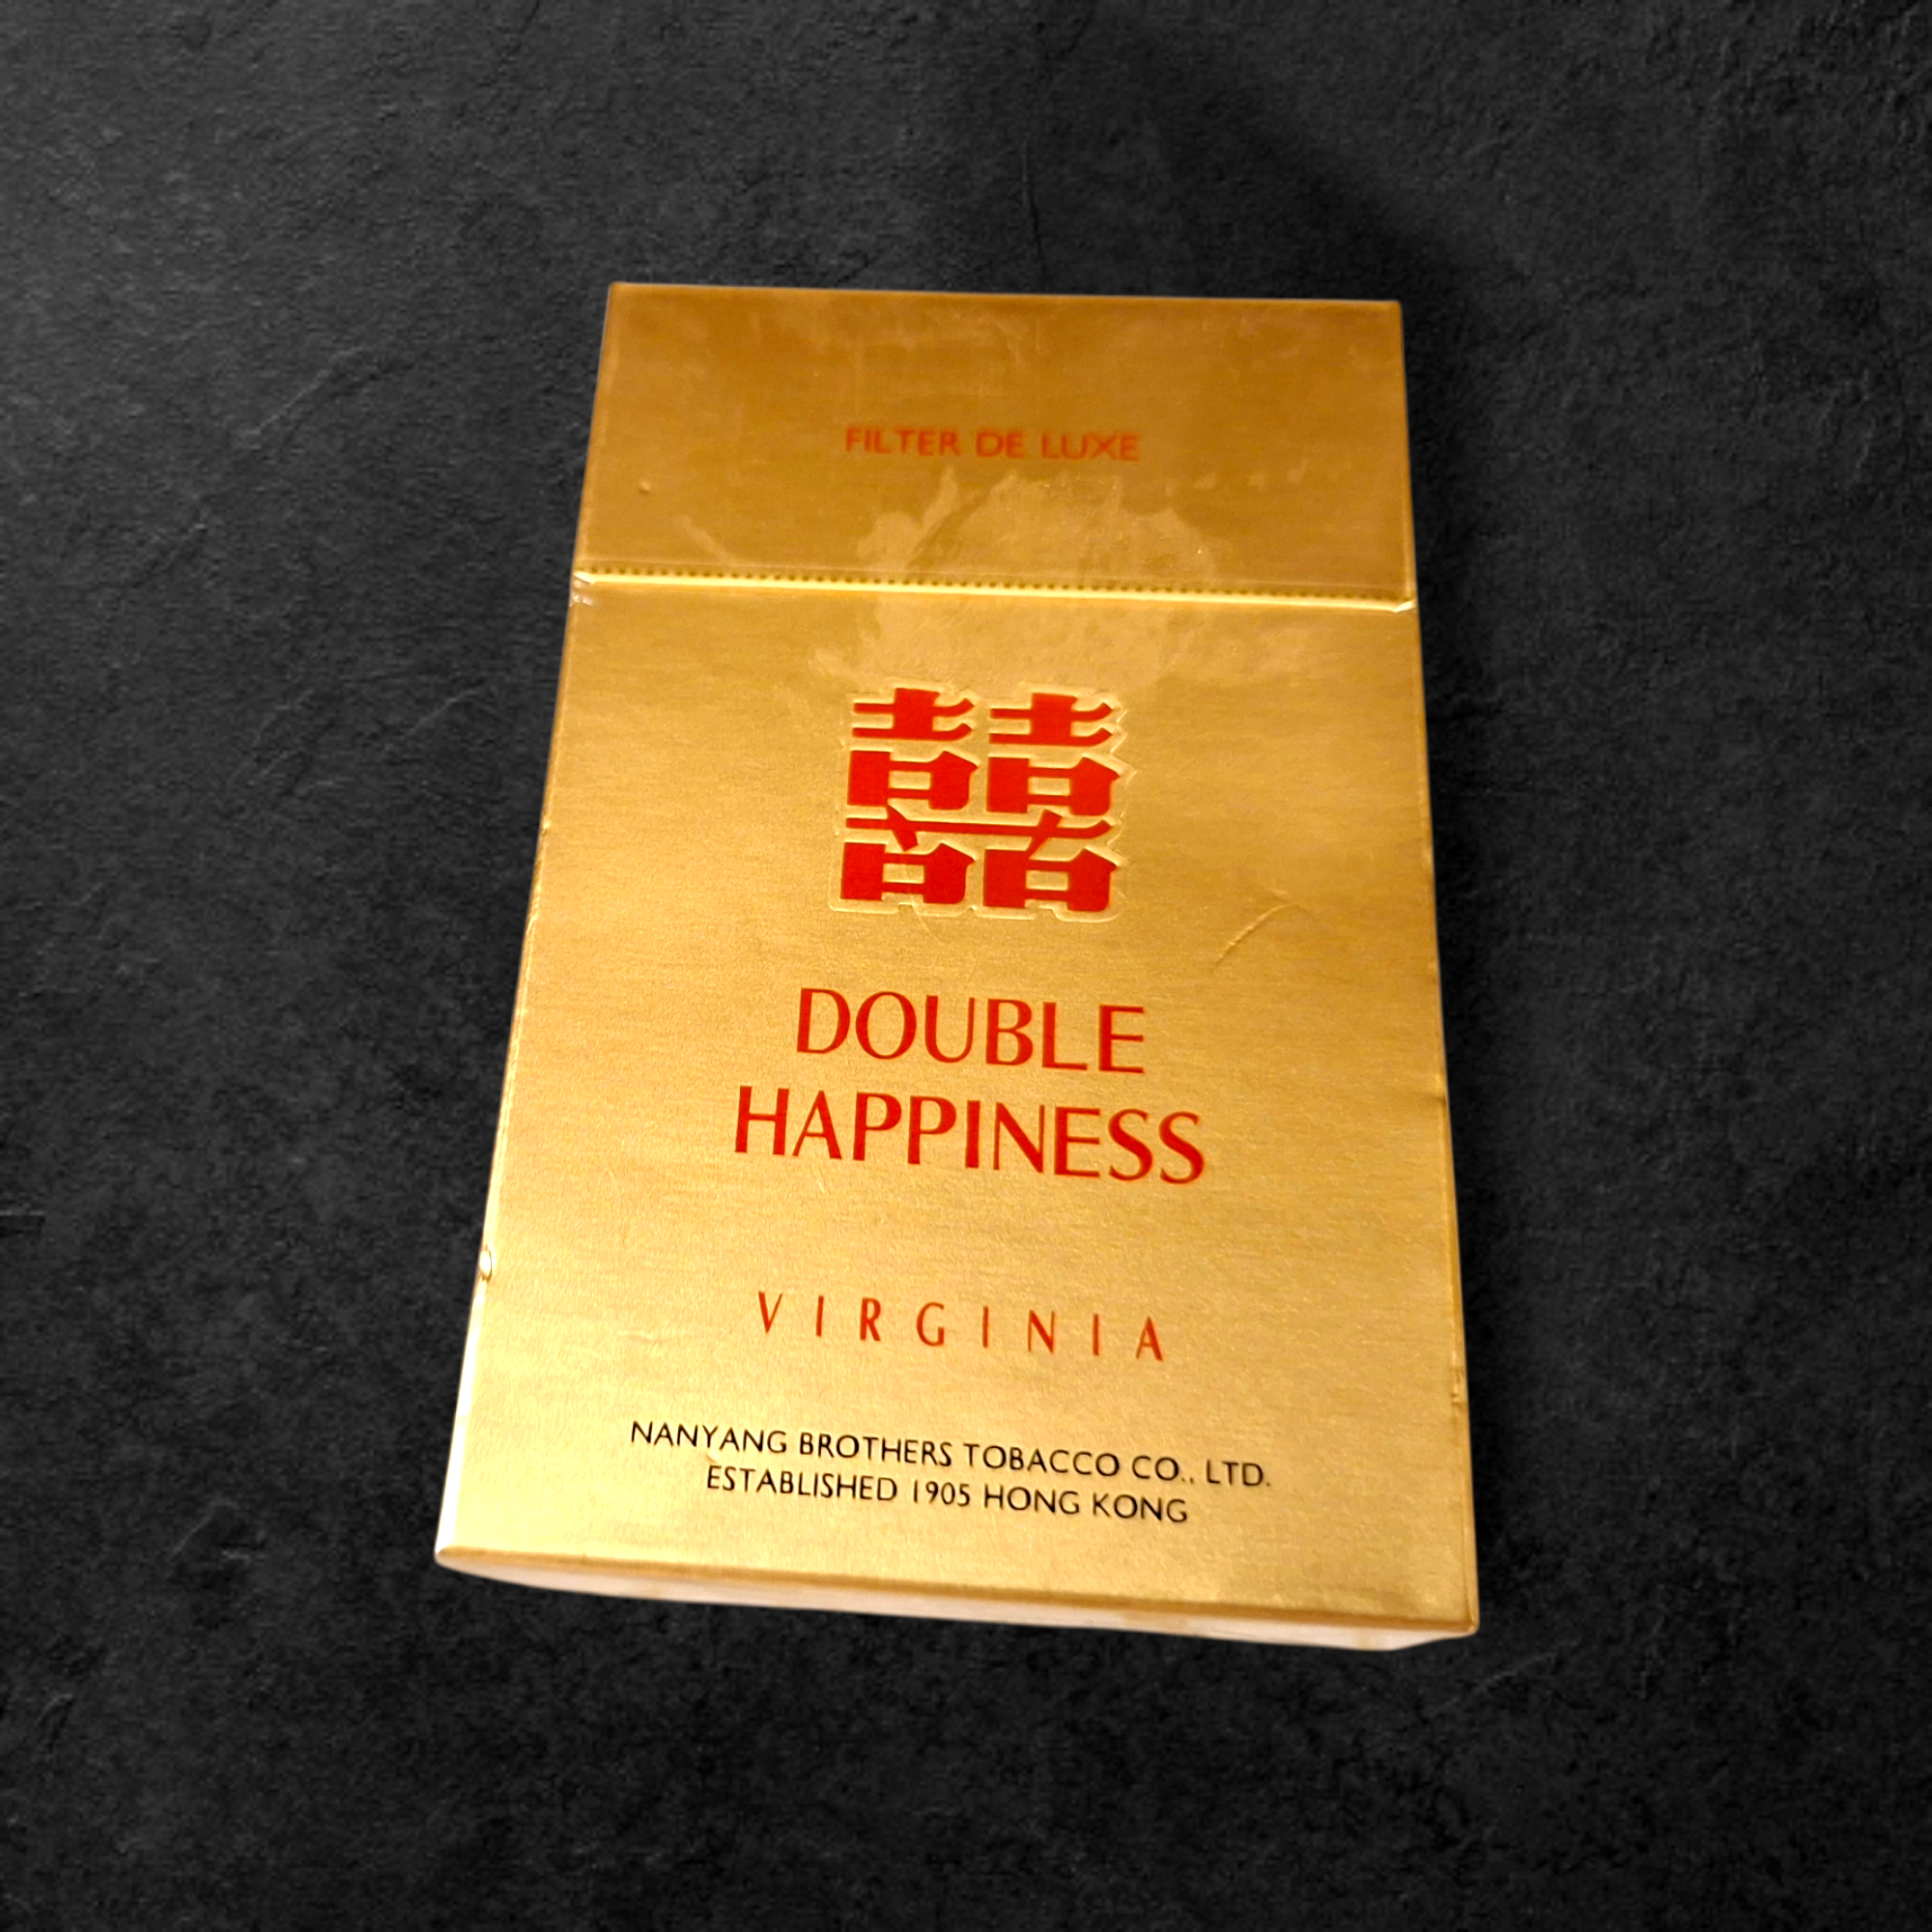 FILTER DE LUXE
囍
DOUBLE
HAPPINESS
VIRGINIA
NANYANG BROTHERS TOBACCO CO., LTD.
ESTABLISHED 1905 HONG KONG